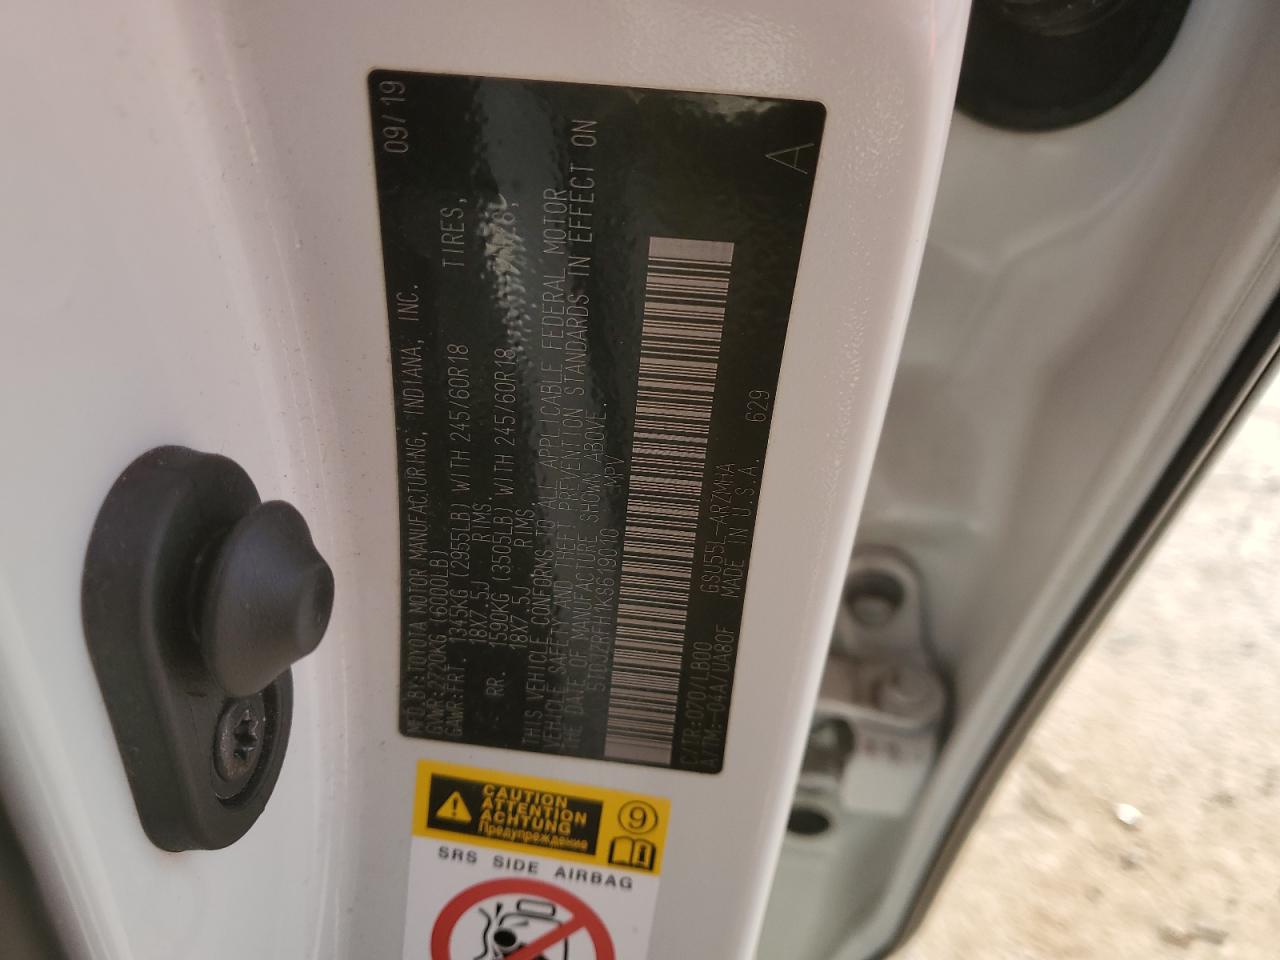 09/19
MFD.BY:TOYOTA MOTOR MANUFACTURING, INDIANA, INC.
GVWR:2720KG (6000LB)
GAWR:FRT. 1345KG (2955LB) WITH 245/60R18 TIRES,
18X7.5J RIMS,
RR. 1590KG (3505LB) WITH 245/60R18
18X7.5J RIMS,
THIS VEHICLE CONFORMS TO ALL APPLICABLE FEDERAL MOTOR
VEHICLE SAFETY AND THEFT PREVENTION STANDARDS IN EFFECT ON
THE DATE OF MANUFACTURE SHOWN ABOVE.
5TDJZRFH1KS619010 MPV
C/TR:070/LB00 GSU55L-ARZMHA
A/TM:-04A/UA80F MADE IN U.S.A. 629
A
CAUTION
ATTENTION
ACHTUNG
Предупреждение
9
SRS SIDE AIRBAG